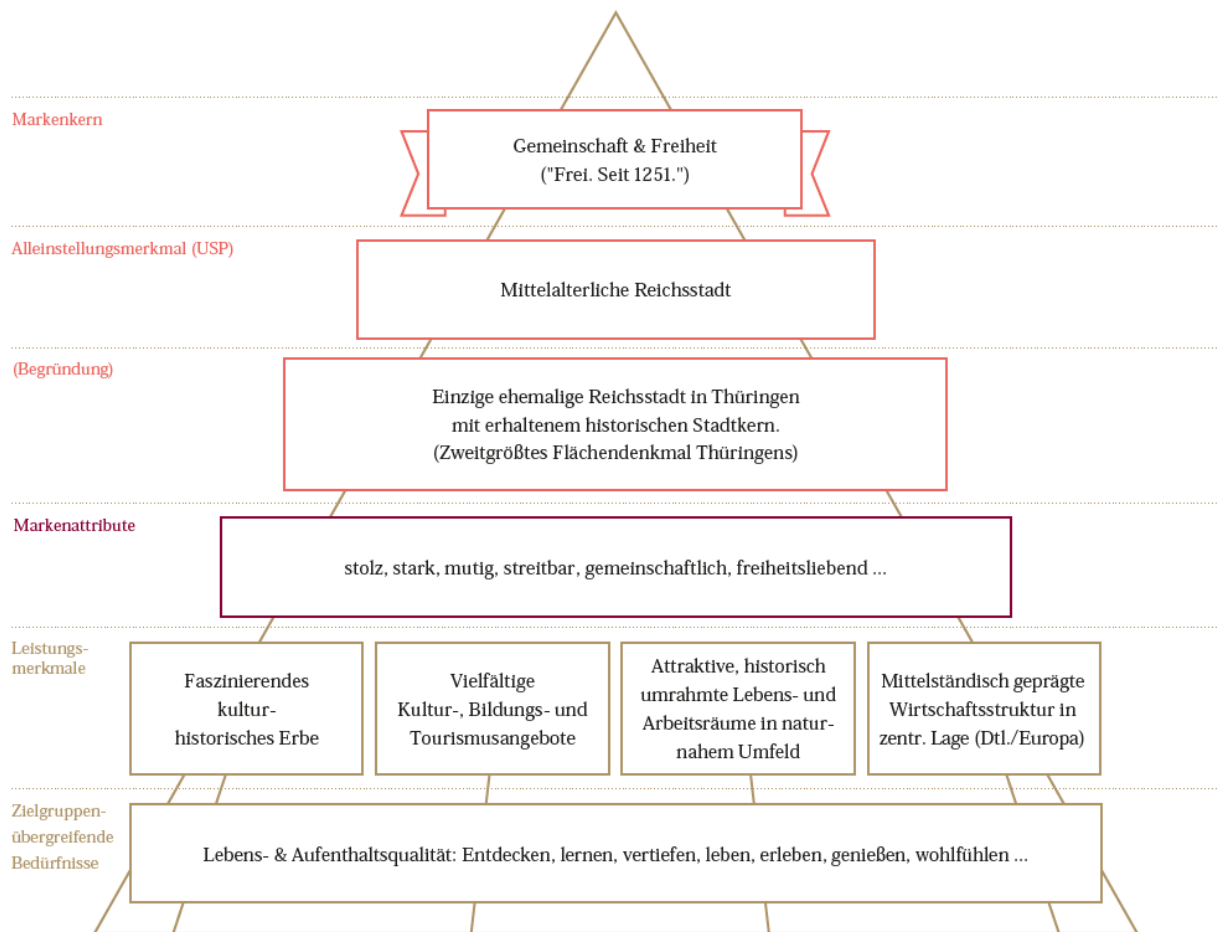 Markenkern
Gemeinschaft & Freiheit
("Frei. Seit 1251.")
Alleinstellungsmerkmal (USP)
Mittelalterliche Reichsstadt
(Begründung)
Einzige ehemalige Reichsstadt in Thüringen
mit erhaltenem historischen Stadtkern.
(Zweitgrößtes Flächendenkmal Thüringens)
Markenattribute
stolz, stark, mutig, streitbar, gemeinschaftlich, freiheitsliebend ...
Leistungs-
merkmale
Faszinierendes
kultur-
historisches Erbe
Vielfältige
Kultur-, Bildungs- und
Tourismusangebote
Attraktive, historisch
umrahmte Lebens- und
Arbeitsräume in natur-
nahem Umfeld
Mittelständisch geprägte
Wirtschaftsstruktur in
zentr. Lage (Dtl./Europa)
Zielgruppen-
übergreifende
Bedürfnisse
Lebens- & Aufenthaltsqualität: Entdecken, lernen, vertiefen, leben, erleben, genießen, wohlfühlen ...